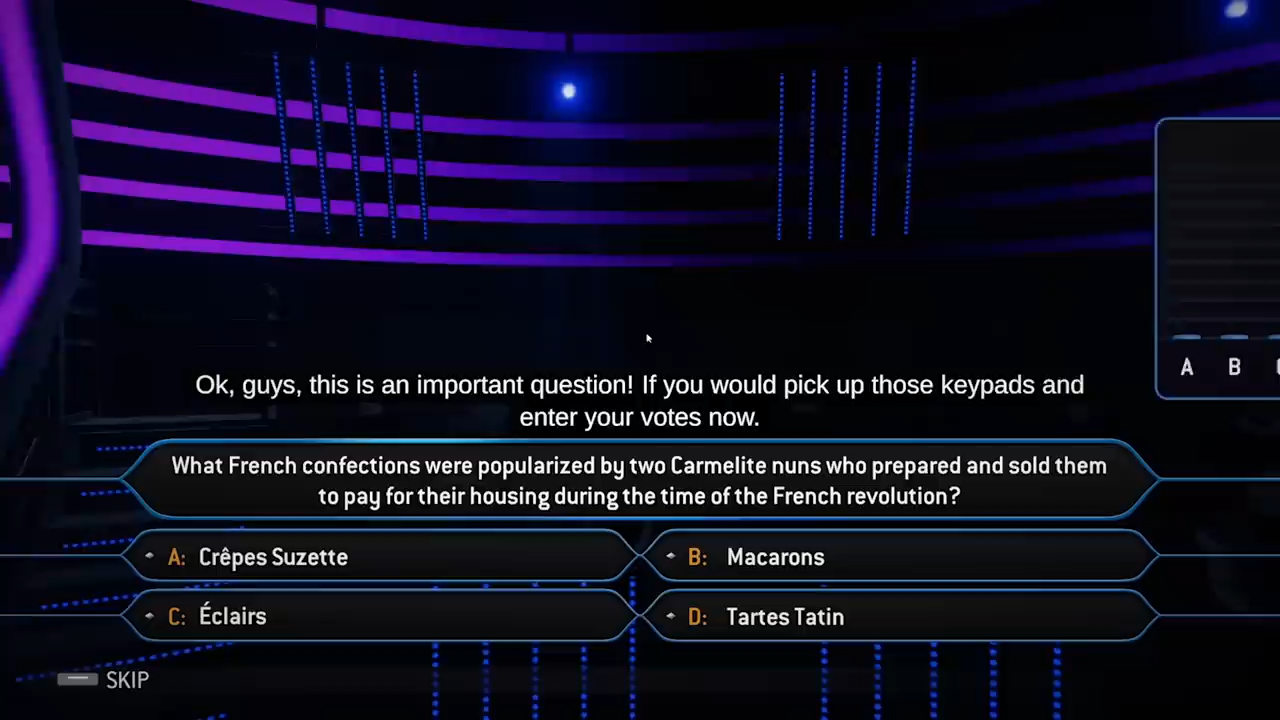 A B
Ok, guys, this is an important question! If you would pick up those keypads and
enter your votes now.
What French confections were popularized by two Carmelite nuns who prepared and sold them
to pay for their housing during the time of the French revolution?
A: Crêpes Suzette
B: Macarons
C: Éclairs
D: Tartes Tatin
SKIP